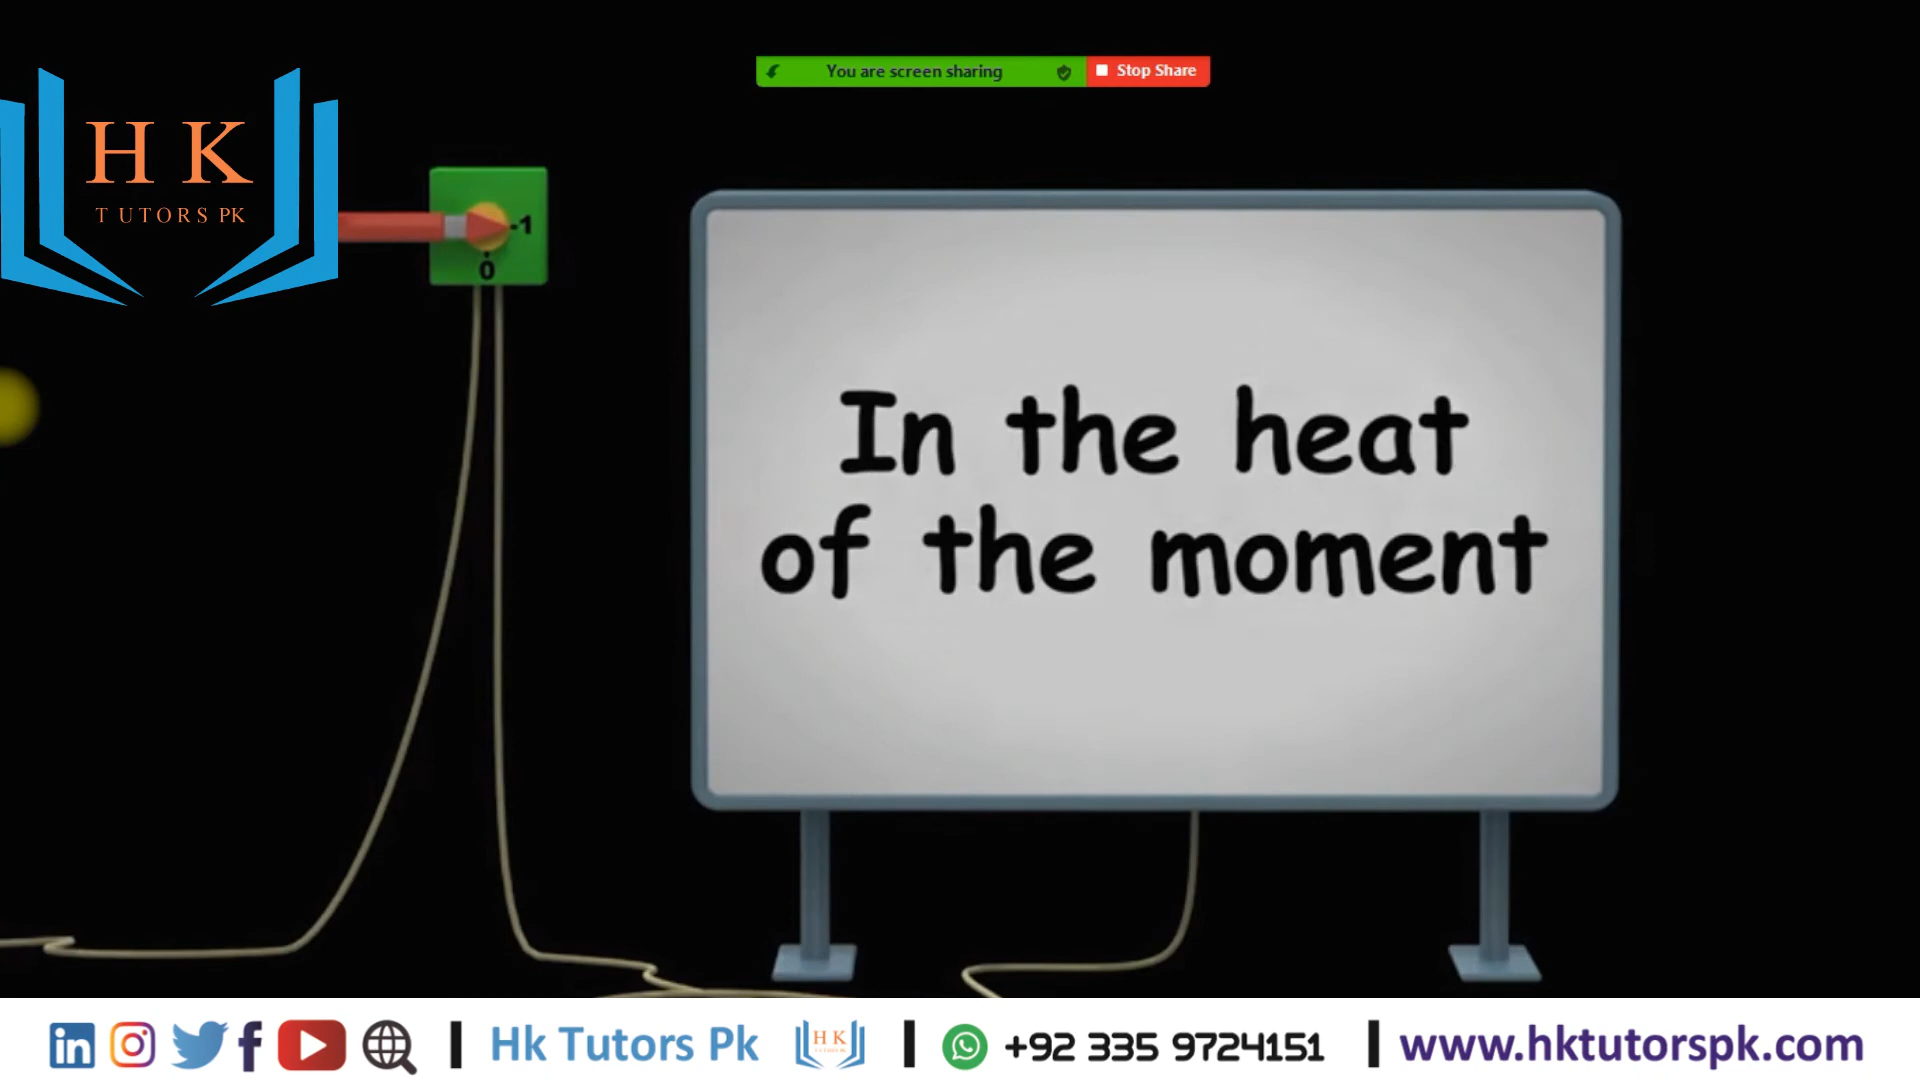 You are screen sharing
Stop Share
H K
TUTORS PK
-1
0
In the heat
of the moment
in
Hk Tutors Pk
H K
+92 335 9724151
www.hktutorspk.com